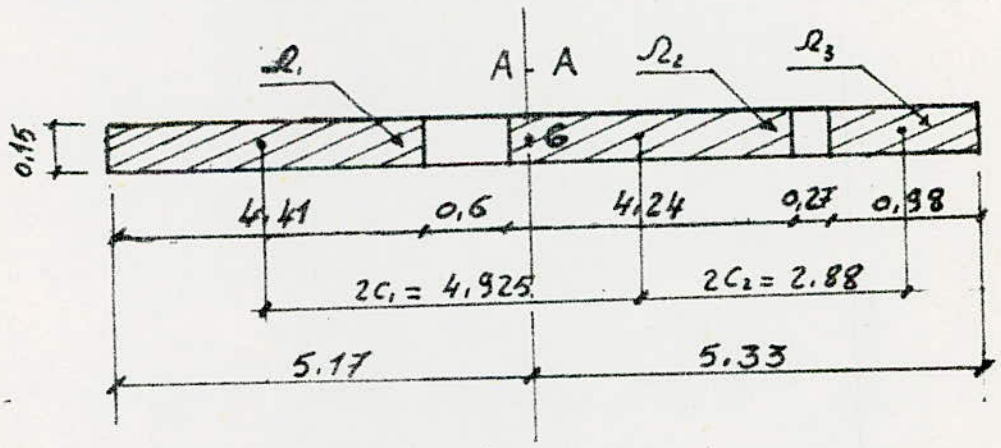 Ω₁ A - A Ω₂ Ω₃
0,15
G
4,41 0,6 4,24 0,27 0,98
2C₁ = 4,925 2C₂ = 2.88
5.17 5.33